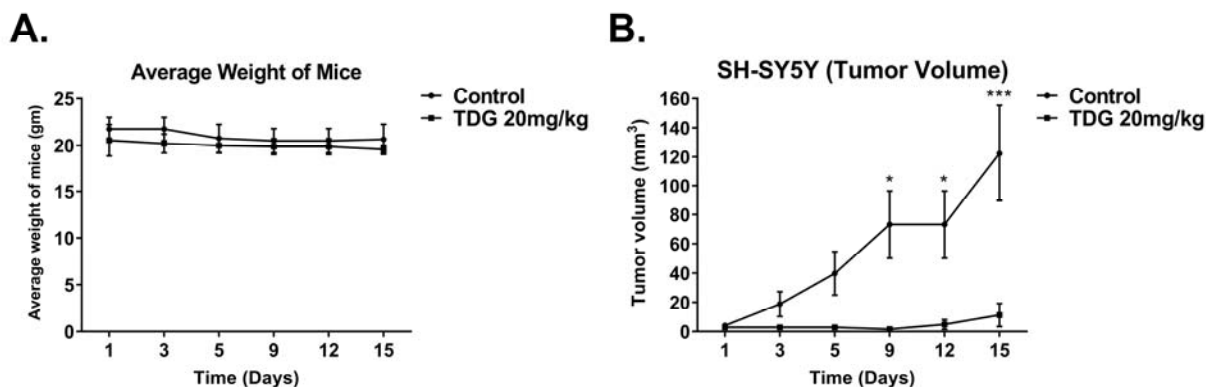 A.
Average Weight of Mice
Control
TDG 20mg/kg
25
20
15
10
5
0
Average weight of mice (gm)
1 3 5 9 12 15
Time (Days)
B.
SH-SY5Y (Tumor Volume)
Control
TDG 20mg/kg
160
140
120
100
80
60
40
20
0
Tumor volume (mm³)
* * ***
1 3 5 9 12 15
Time (Days)